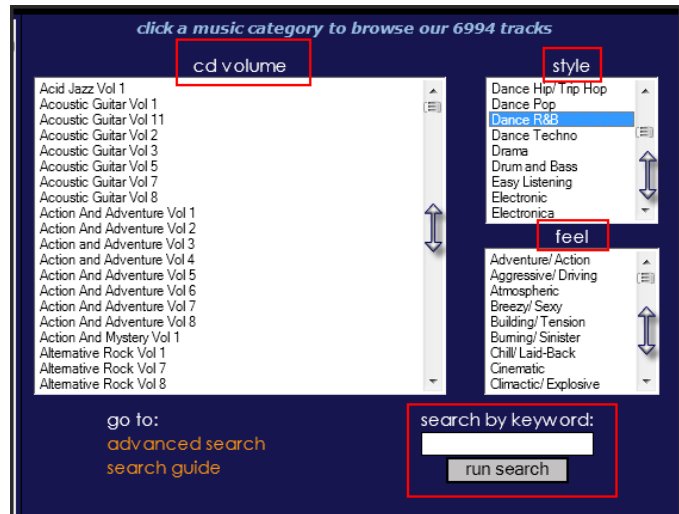 click a music category to browse our 6994 tracks
cd volume
Acid Jazz Vol 1
Acoustic Guitar Vol 1
Acoustic Guitar Vol 11
Acoustic Guitar Vol 2
Acoustic Guitar Vol 3
Acoustic Guitar Vol 5
Acoustic Guitar Vol 7
Acoustic Guitar Vol 8
Action And Adventure Vol 1
Action And Adventure Vol 2
Action and Adventure Vol 3
Action and Adventure Vol 4
Action And Adventure Vol 5
Action And Adventure Vol 6
Action And Adventure Vol 7
Action And Adventure Vol 8
Action And Mystery Vol 1
Alternative Rock Vol 1
Alternative Rock Vol 7
Alternative Rock Vol 8
style
Dance Hip/Trip Hop
Dance Pop
Dance R&B
Dance Techno
Drama
Drum and Bass
Easy Listening
Electronic
Electronica
feel
Adventure/Action
Aggressive/Driving
Atmospheric
Breezy/Sexy
Building/Tension
Burning/Sinister
Chill/Laid-Back
Cinematic
Climactic/Explosive
go to:
advanced search
search guide
search by keyword:
run search